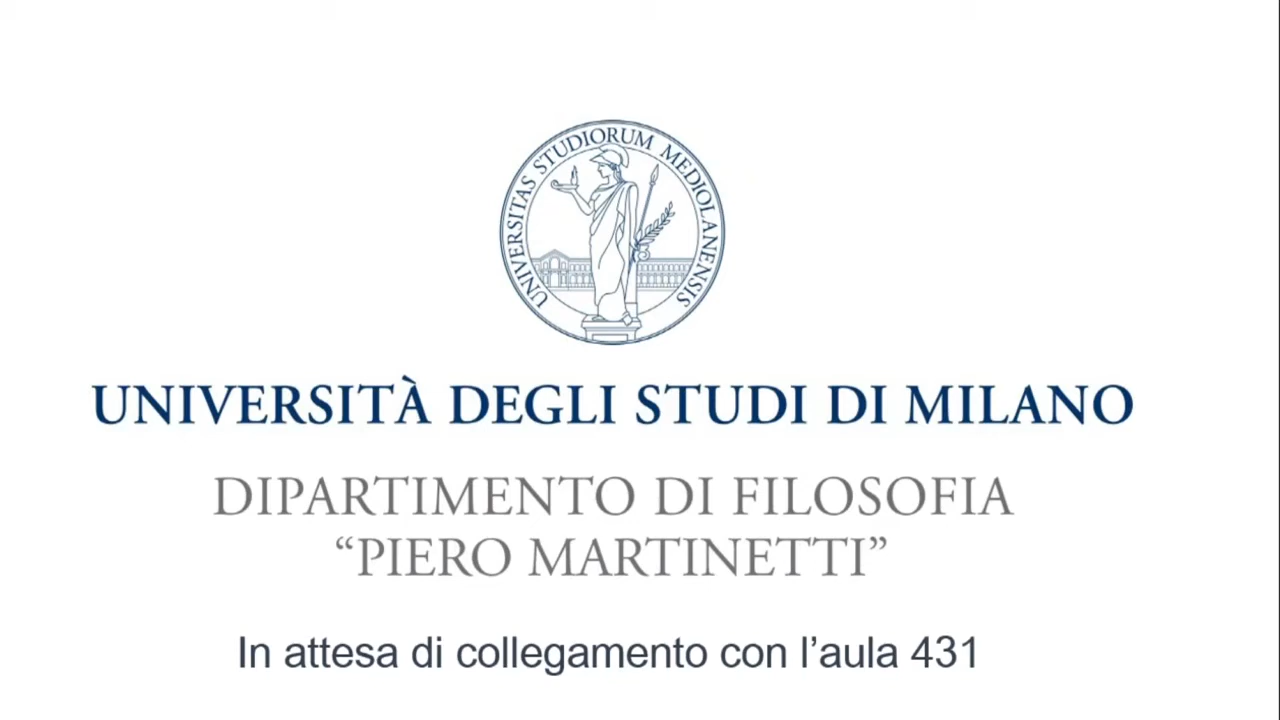 UNIVERSITAS STUDIORUM MEDIOLANENSIS
UNIVERSITÀ DEGLI STUDI DI MILANO
DIPARTIMENTO DI FILOSOFIA
“PIERO MARTINETTI”
In attesa di collegamento con l’aula 431